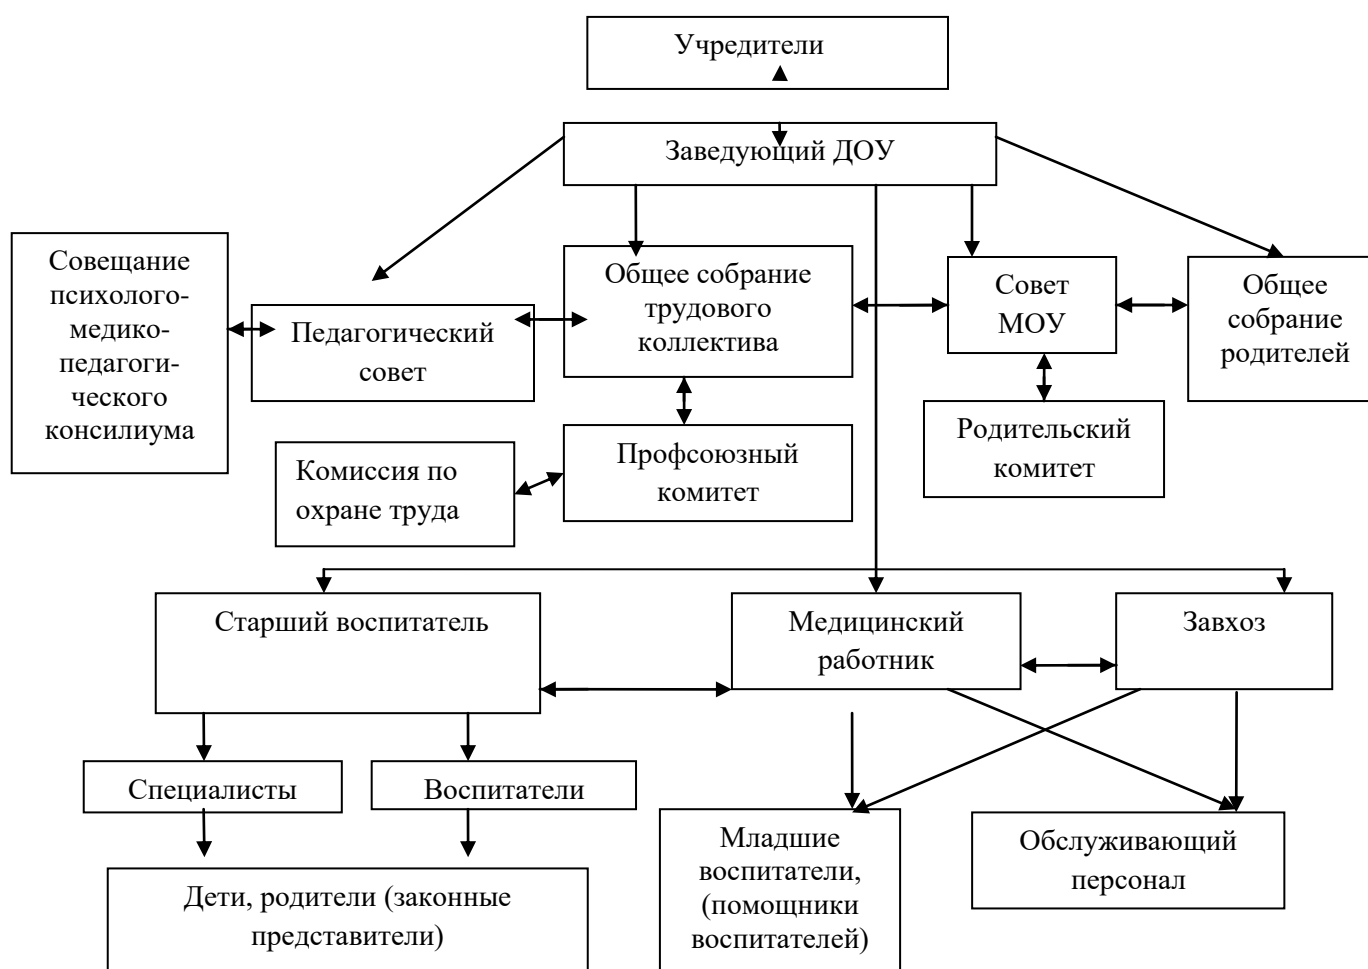 Учредители
Заведующий ДОУ
Совещание
психолого-
медико-
педагоги-
ческого
консилиума
Педагогический
совет
Общее собрание
трудового
коллектива
Совет
МОУ
Общее
собрание
родителей
Комиссия по
охране труда
Профсоюзный
комитет
Родительский
комитет
Старший воспитатель
Медицинский
работник
Завхоз
Специалисты
Воспитатели
Дети, родители (законные
представители)
Младшие
воспитатели,
(помощники
воспитателей)
Обслуживающий
персонал